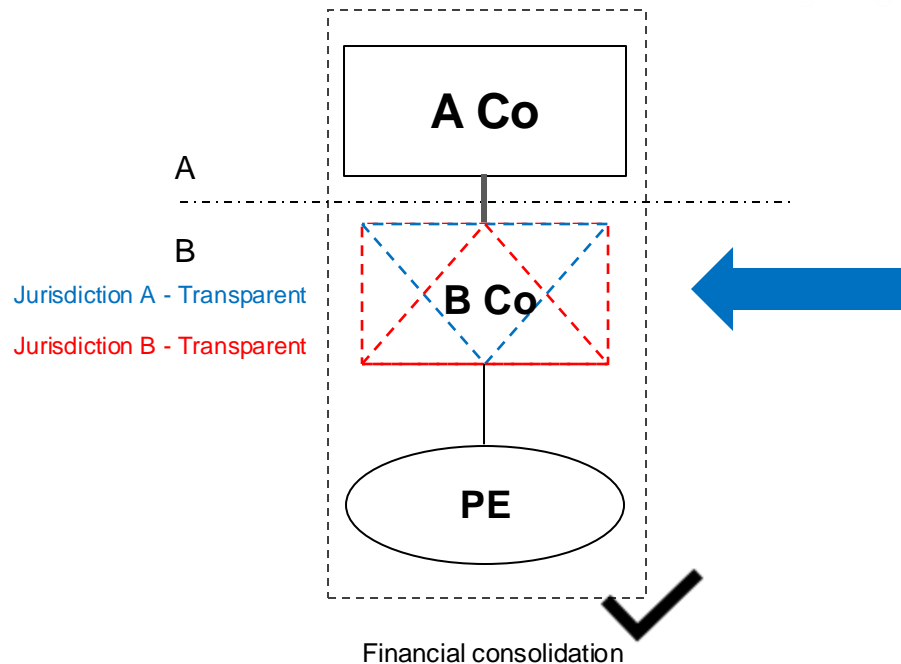 A Co
A
B
Jurisdiction A - Transparent
B Co
Jurisdiction B - Transparent
PE
Financial consolidation